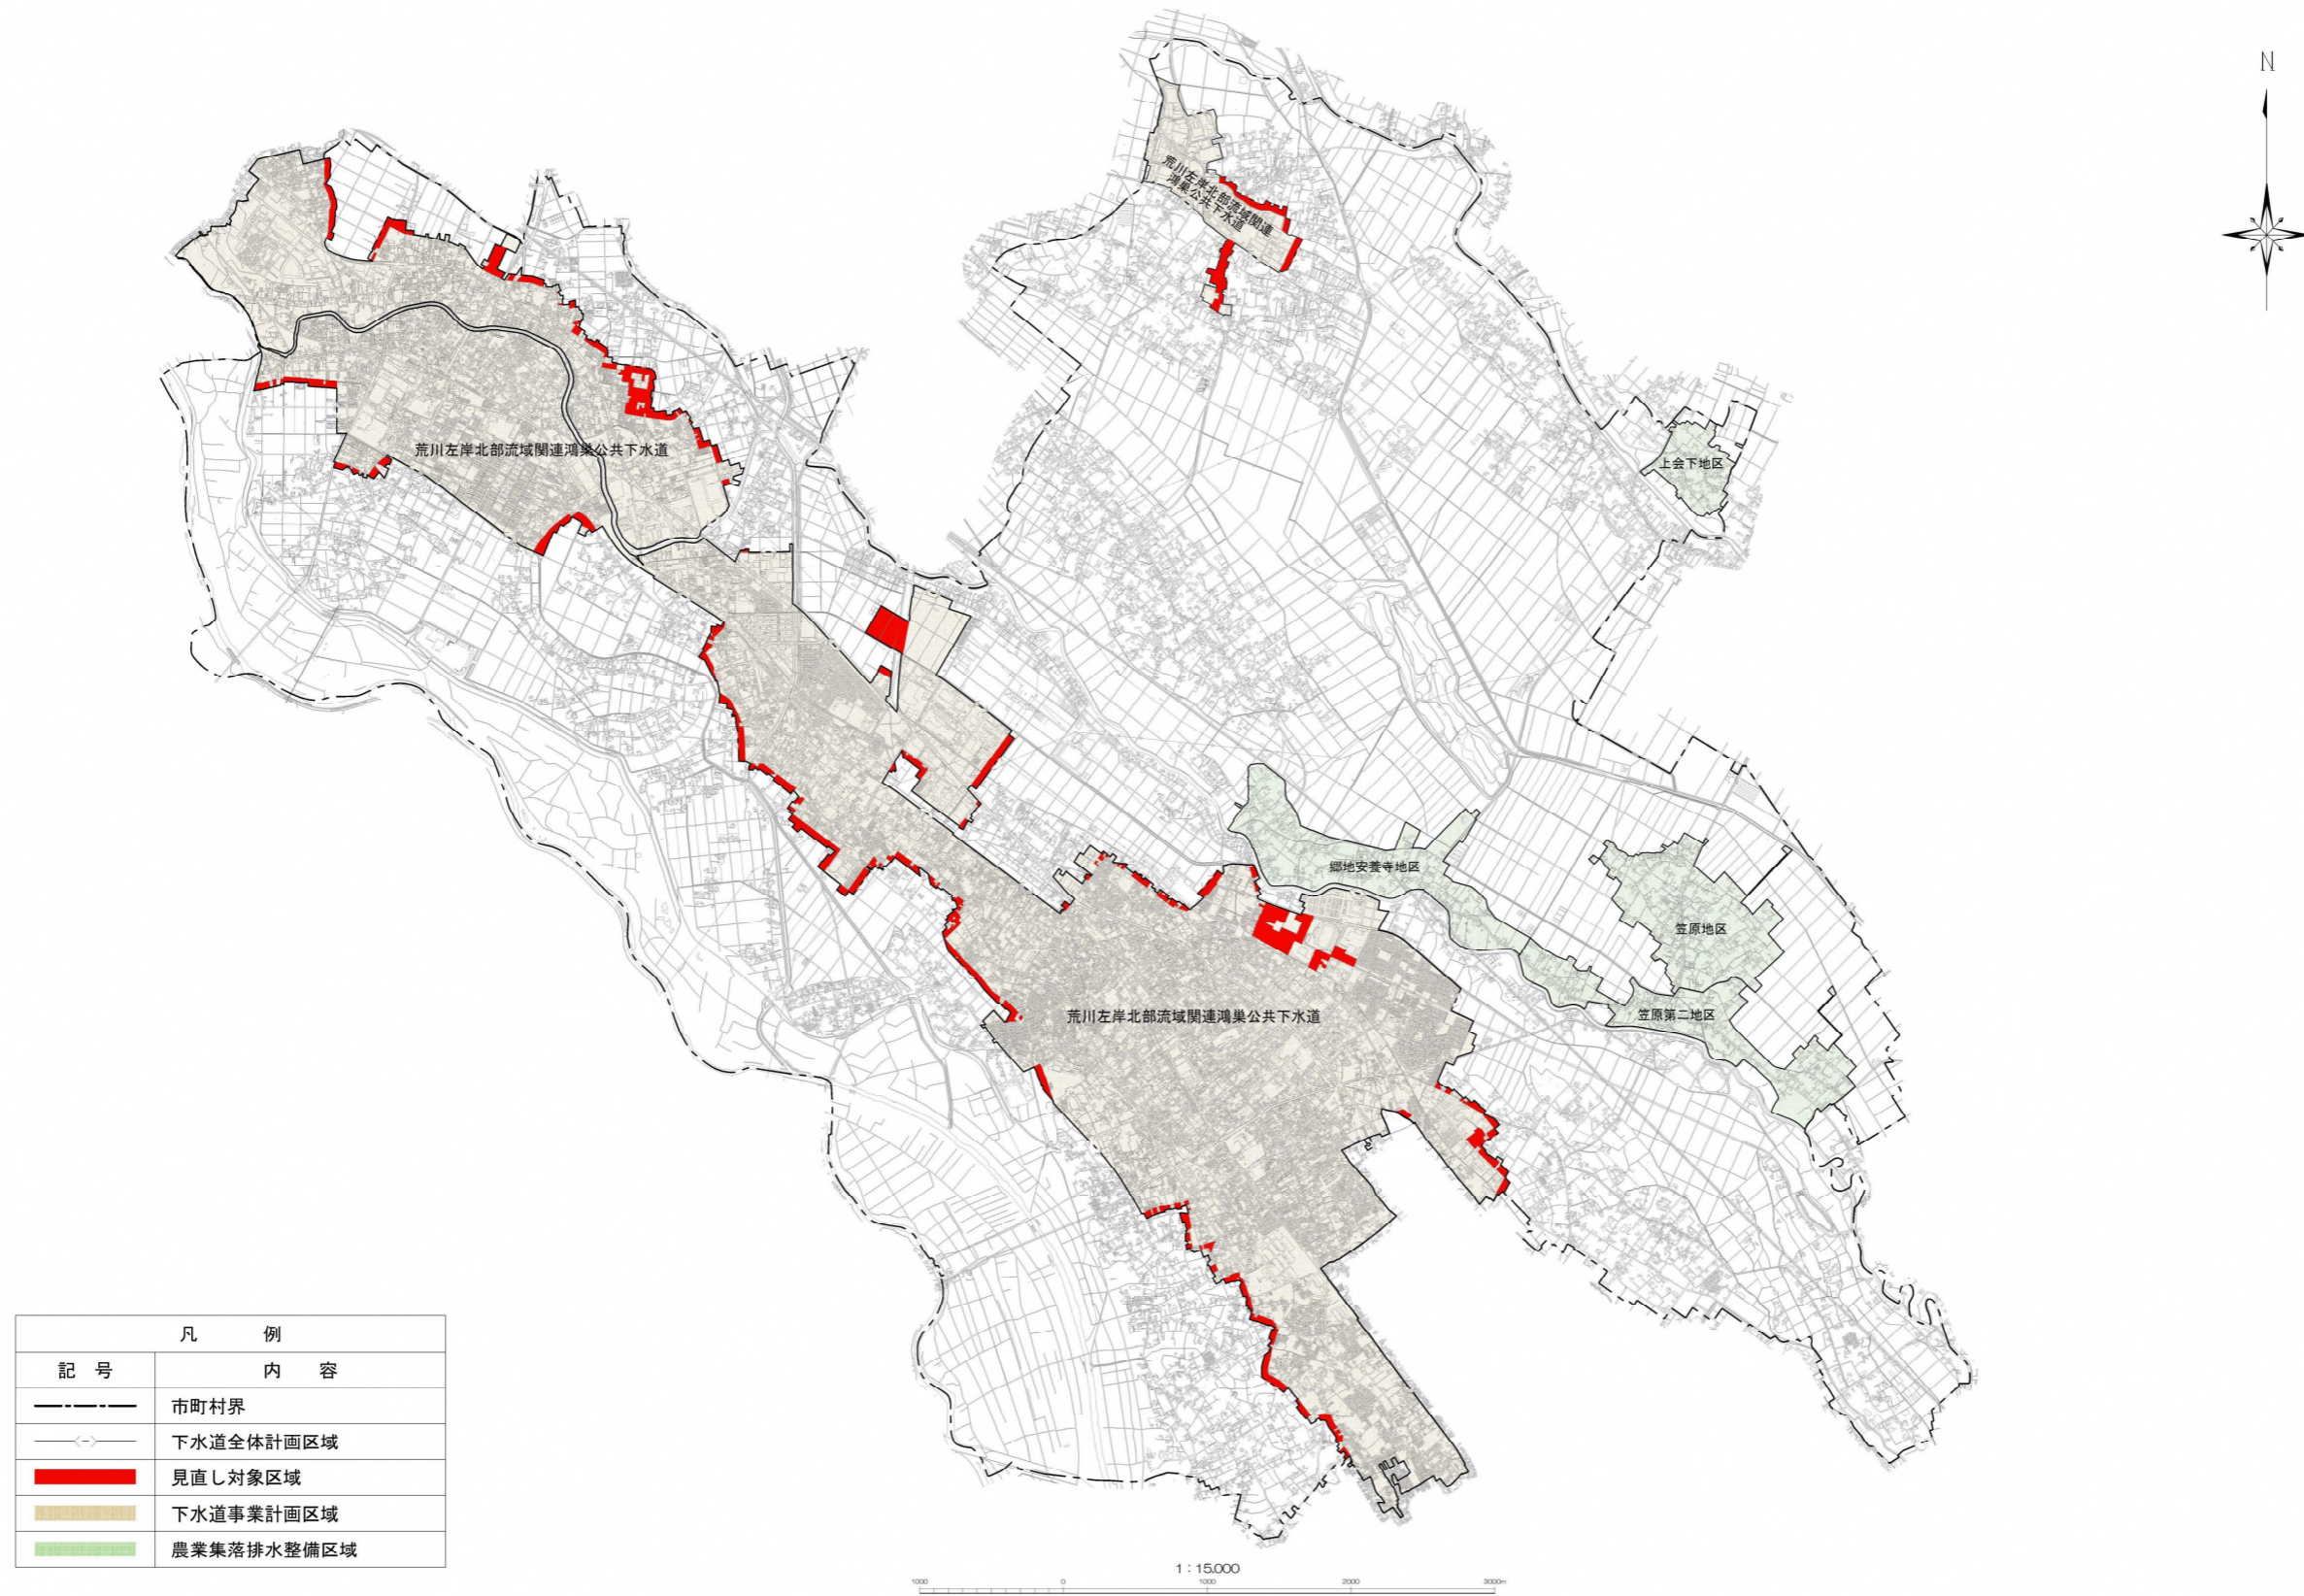 N
荒川左岸北部流域関連
鴻巣公共下水道
荒川左岸北部流域関連鴻巣公共下水道
上会下地区
郷地安養寺地区
笠原地区
笠原第二地区
荒川左岸北部流域関連鴻巣公共下水道
凡 例
記 号 内 容
市町村界
下水道全体計画区域
見直し対象区域
下水道事業計画区域
農業集落排水整備区域
1:15,000
1000 0 1000 2000 3000m